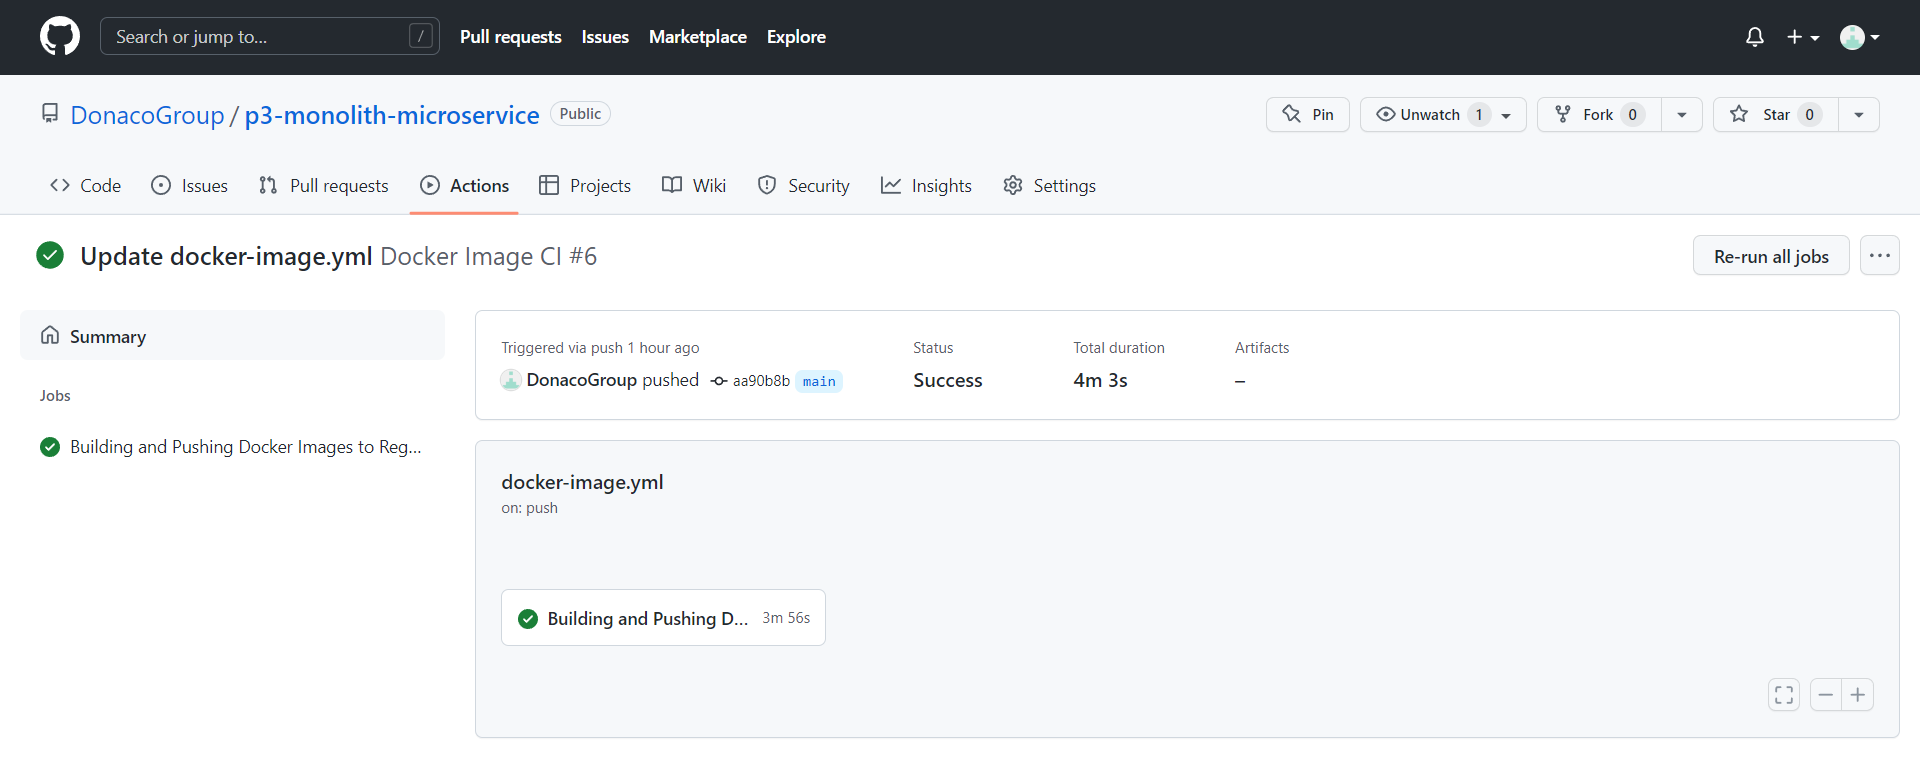 Search or jump to... /
Pull requests Issues Marketplace Explore
DonacoGroup / p3-monolith-microservice Public
Pin Unwatch 1 Fork 0 Star 0
Code Issues Pull requests Actions Projects Wiki Security Insights Settings
Update docker-image.yml Docker Image CI #6
Re-run all jobs ...
Summary
Jobs
Building and Pushing Docker Images to Reg...
Triggered via push 1 hour ago
DonacoGroup pushed aa90b8b main
Status
Success
Total duration
4m 3s
Artifacts
–
docker-image.yml
on: push
Building and Pushing D... 3m 56s